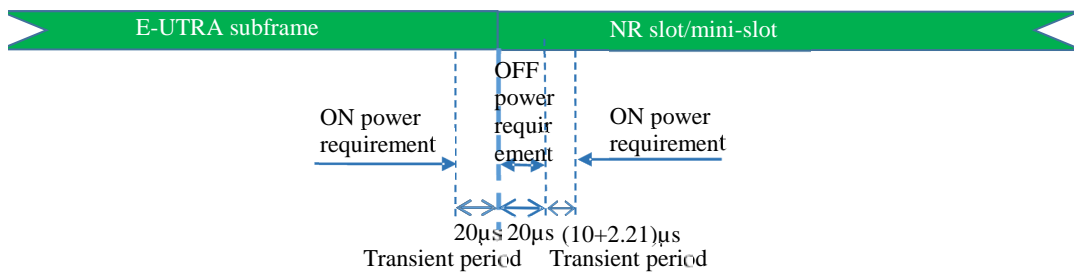 E-UTRA subframe
NR slot/mini-slot
OFF
power
requir
ement
ON power
requirement
ON power
requirement
20μs 20μs (10+2.21)μs
Transient period Transient period